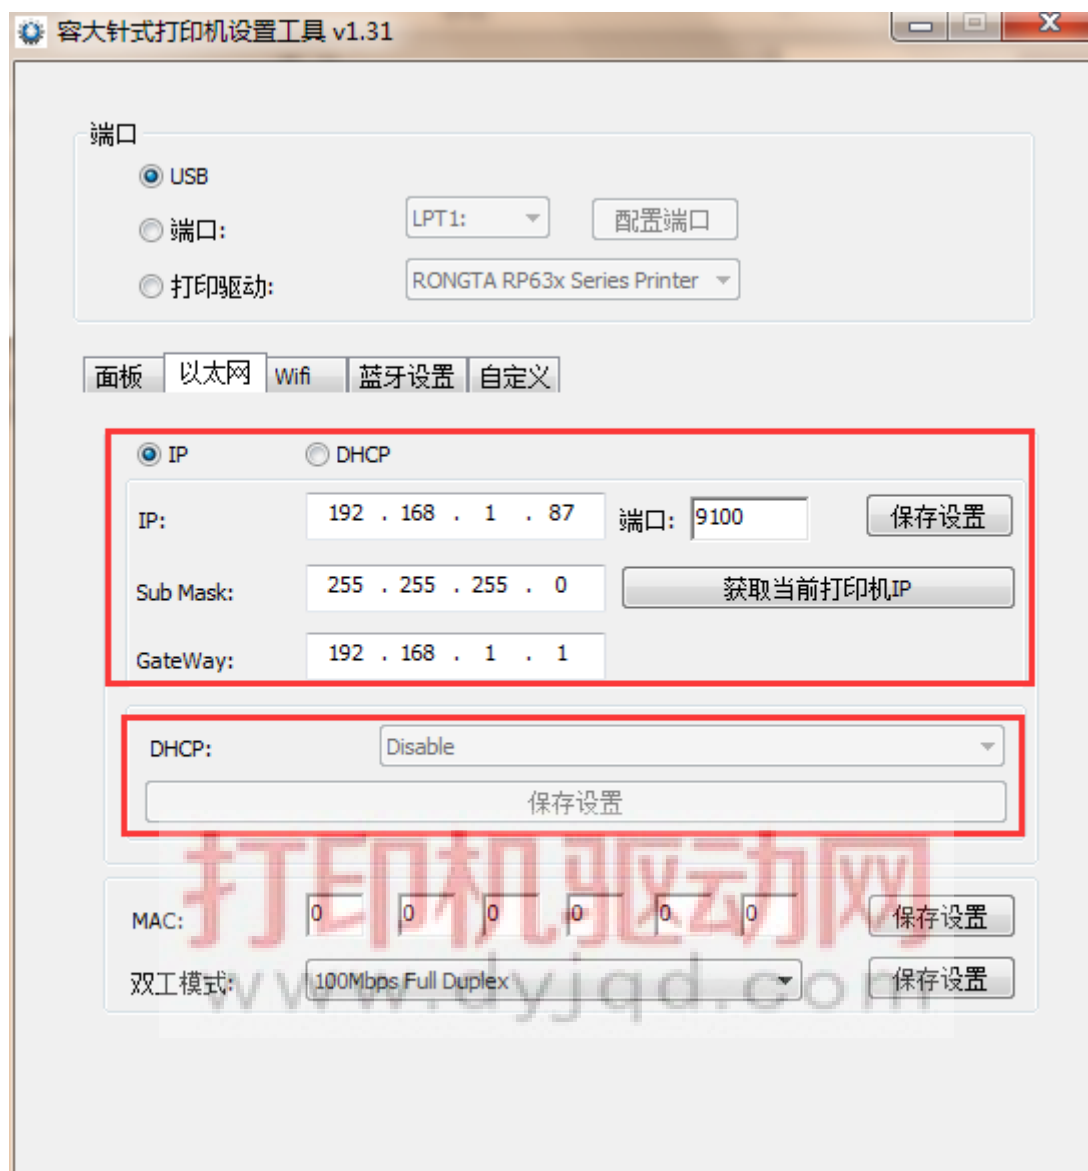 容大针式打印机设置工具 v1.31
端口
USB
端口: LPT1: 配置端口
打印驱动: RONGTA RP63x Series Printer
面板 以太网 Wifi 蓝牙设置 自定义
IP DHCP
IP: 192 . 168 . 1 . 87 端口: 9100 保存设置
Sub Mask: 255 . 255 . 255 . 0 获取当前打印机IP
GateWay: 192 . 168 . 1 . 1
DHCP: Disable
保存设置
打印机驱动网
MAC: 0 0 0 0 0 0 保存设置
双工模式: 100Mbps Full Duplex 保存设置
www.dyjqd.com